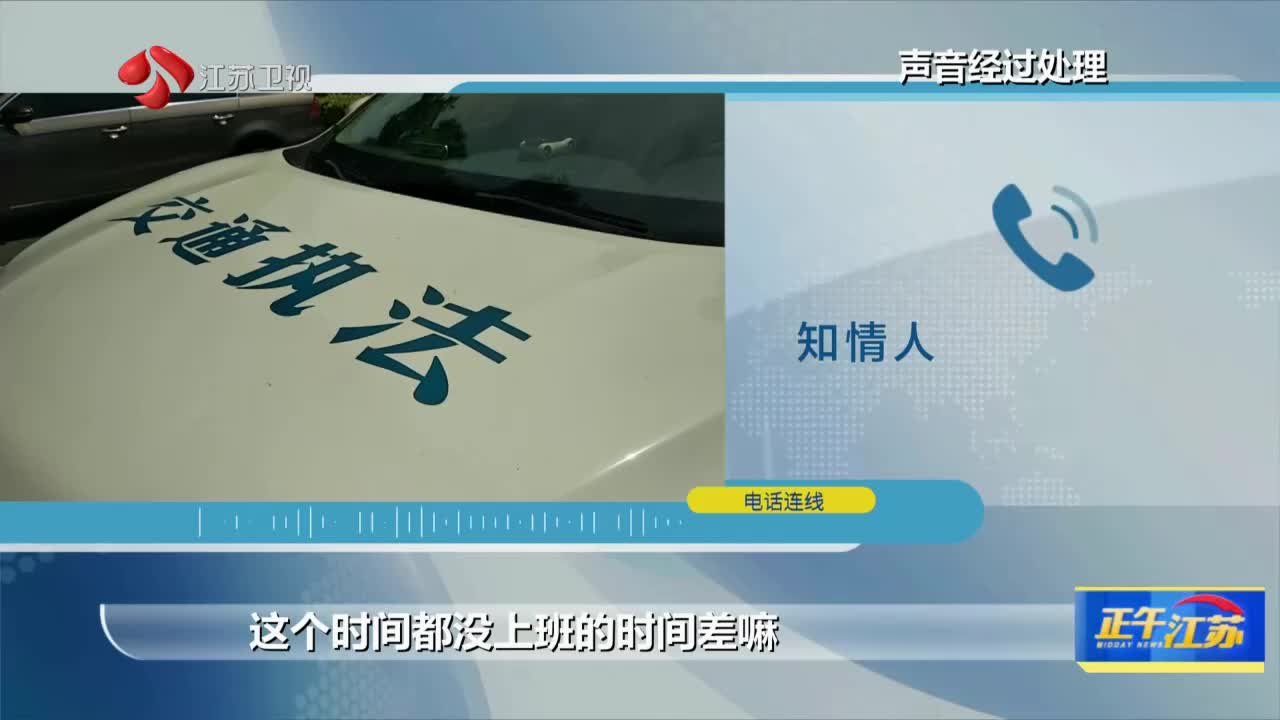 江苏卫视
声音经过处理
交通执法
知情人
电话连线
这个时间都没上班的时间差嘛
正午江苏
MIDDAY NEWS